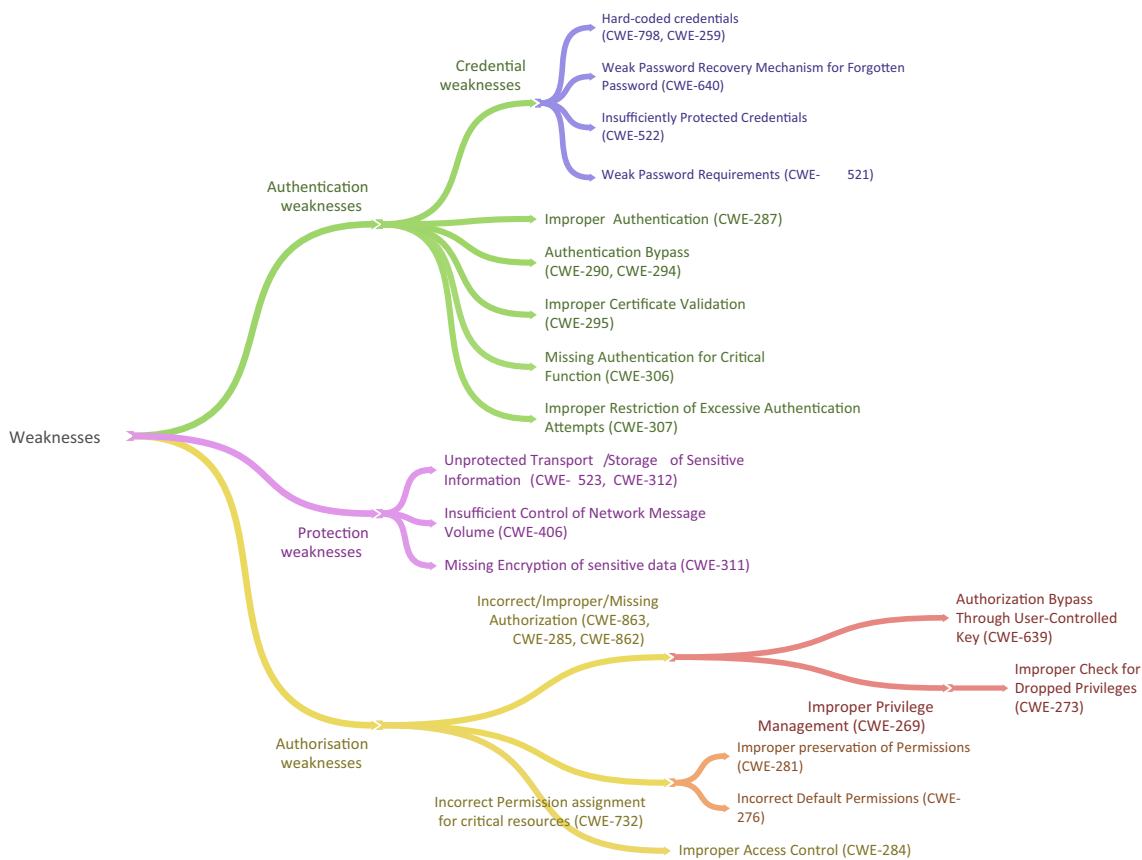 Weaknesses
Authentication
weaknesses
Credential
weaknesses
Hard-coded credentials
(CWE-798, CWE-259)
Weak Password Recovery Mechanism for Forgotten
Password (CWE-640)
Insufficiently Protected Credentials
(CWE-522)
Weak Password Requirements (CWE- 521)
Improper Authentication (CWE-287)
Authentication Bypass
(CWE-290, CWE-294)
Improper Certificate Validation
(CWE-295)
Missing Authentication for Critical
Function (CWE-306)
Improper Restriction of Excessive Authentication
Attempts (CWE-307)
Protection
weaknesses
Unprotected Transport /Storage of Sensitive
Information (CWE- 523, CWE-312)
Insufficient Control of Network Message
Volume (CWE-406)
Missing Encryption of sensitive data (CWE-311)
Authorisation
weaknesses
Incorrect/Improper/Missing
Authorization (CWE-863,
CWE-285, CWE-862)
Authorization Bypass
Through User-Controlled
Key (CWE-639)
Improper Privilege
Management (CWE-269)
Improper Check for
Dropped Privileges
(CWE-273)
Incorrect Permission assignment
for critical resources (CWE-732)
Improper preservation of Permissions
(CWE-281)
Incorrect Default Permissions (CWE-
276)
Improper Access Control (CWE-284)